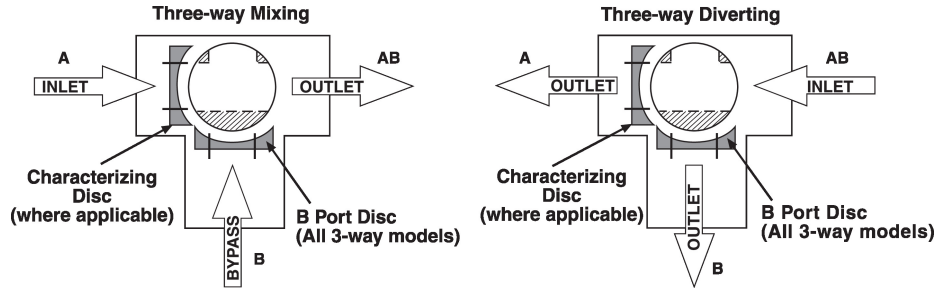 Three-way Mixing
A
INLET
AB
OUTLET
Characterizing
Disc
(where applicable)
BYPASS
B
B Port Disc
(All 3-way models)
Three-way Diverting
A
OUTLET
AB
INLET
Characterizing
Disc
(where applicable)
OUTLET
B
B Port Disc
(All 3-way models)